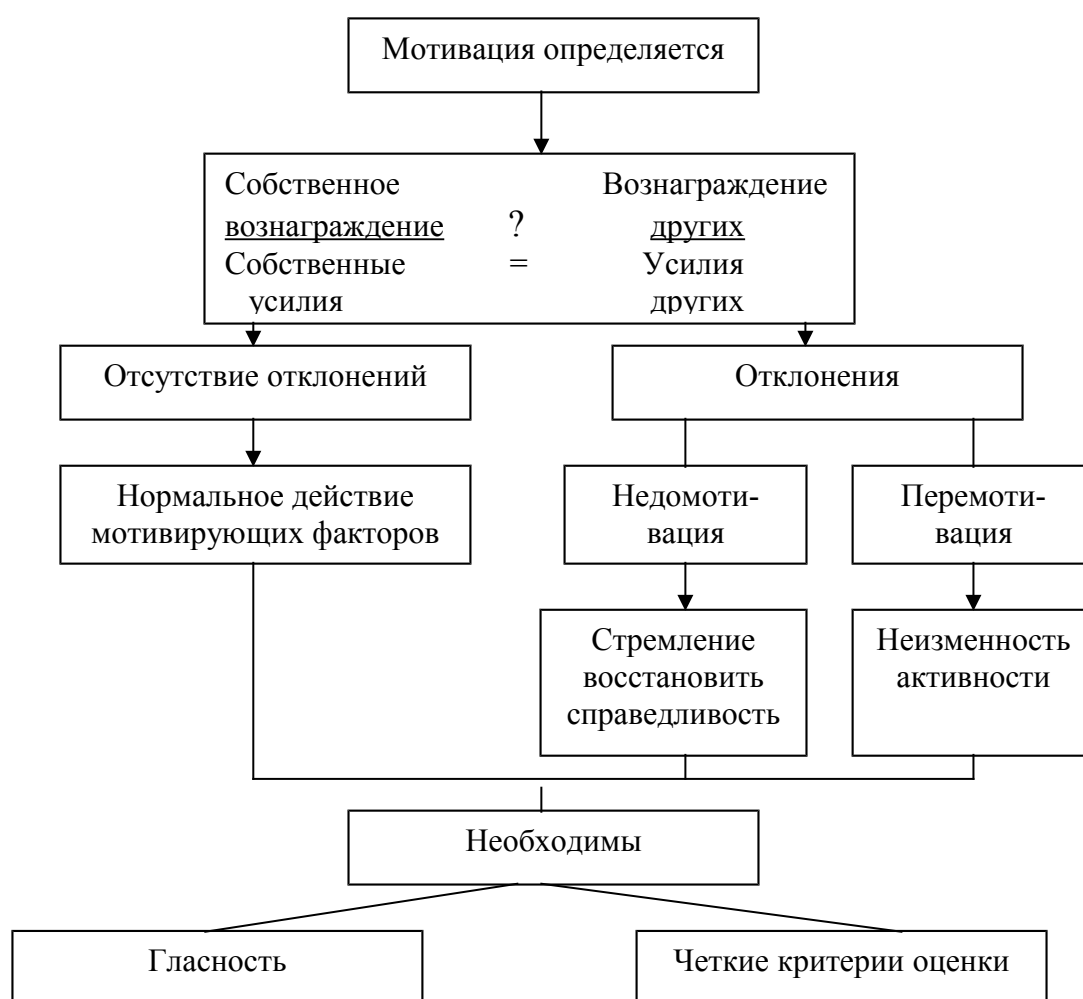 Мотивация определяется
Собственное Вознаграждение
вознаграждение ? других
Собственные = Усилия
усилия других
Отсутствие отклонений
Отклонения
Нормальное действие
мотивирующих факторов
Недомоти-
вация
Перемоти-
вация
Стремление
восстановить
справедливость
Неизменность
активности
Необходимы
Гласность
Четкие критерии оценки